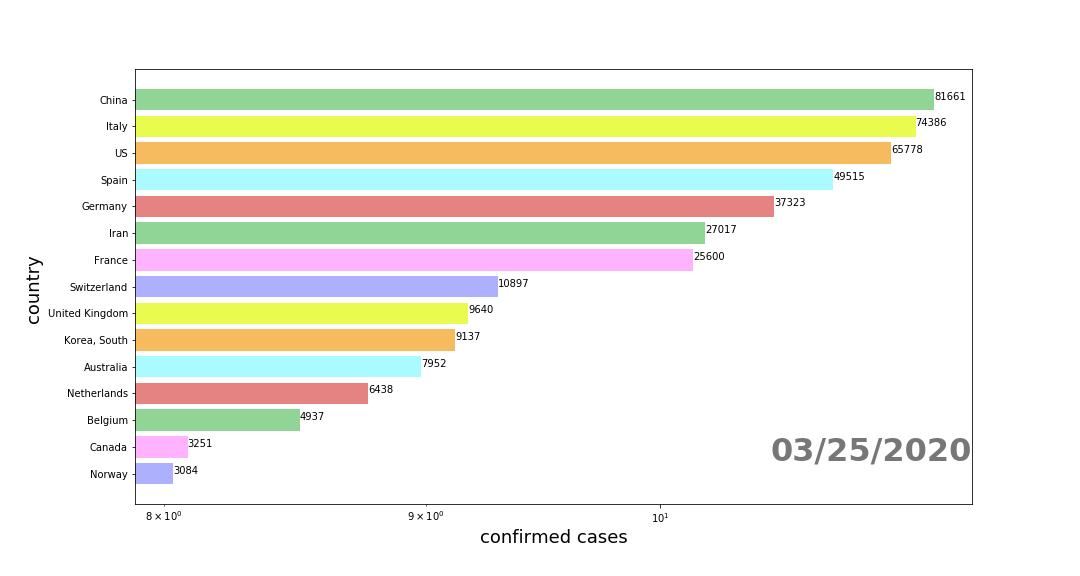 China 81661
Italy 74386
US 65778
Spain 49515
Germany 37323
Iran 27017
France 25600
Switzerland 10897
United Kingdom 9640
Korea, South 9137
Australia 7952
Netherlands 6438
Belgium 4937
Canada 3251
Norway 3084
03/25/2020
country
8 × 10⁰ 9 × 10⁰ 10¹
confirmed cases